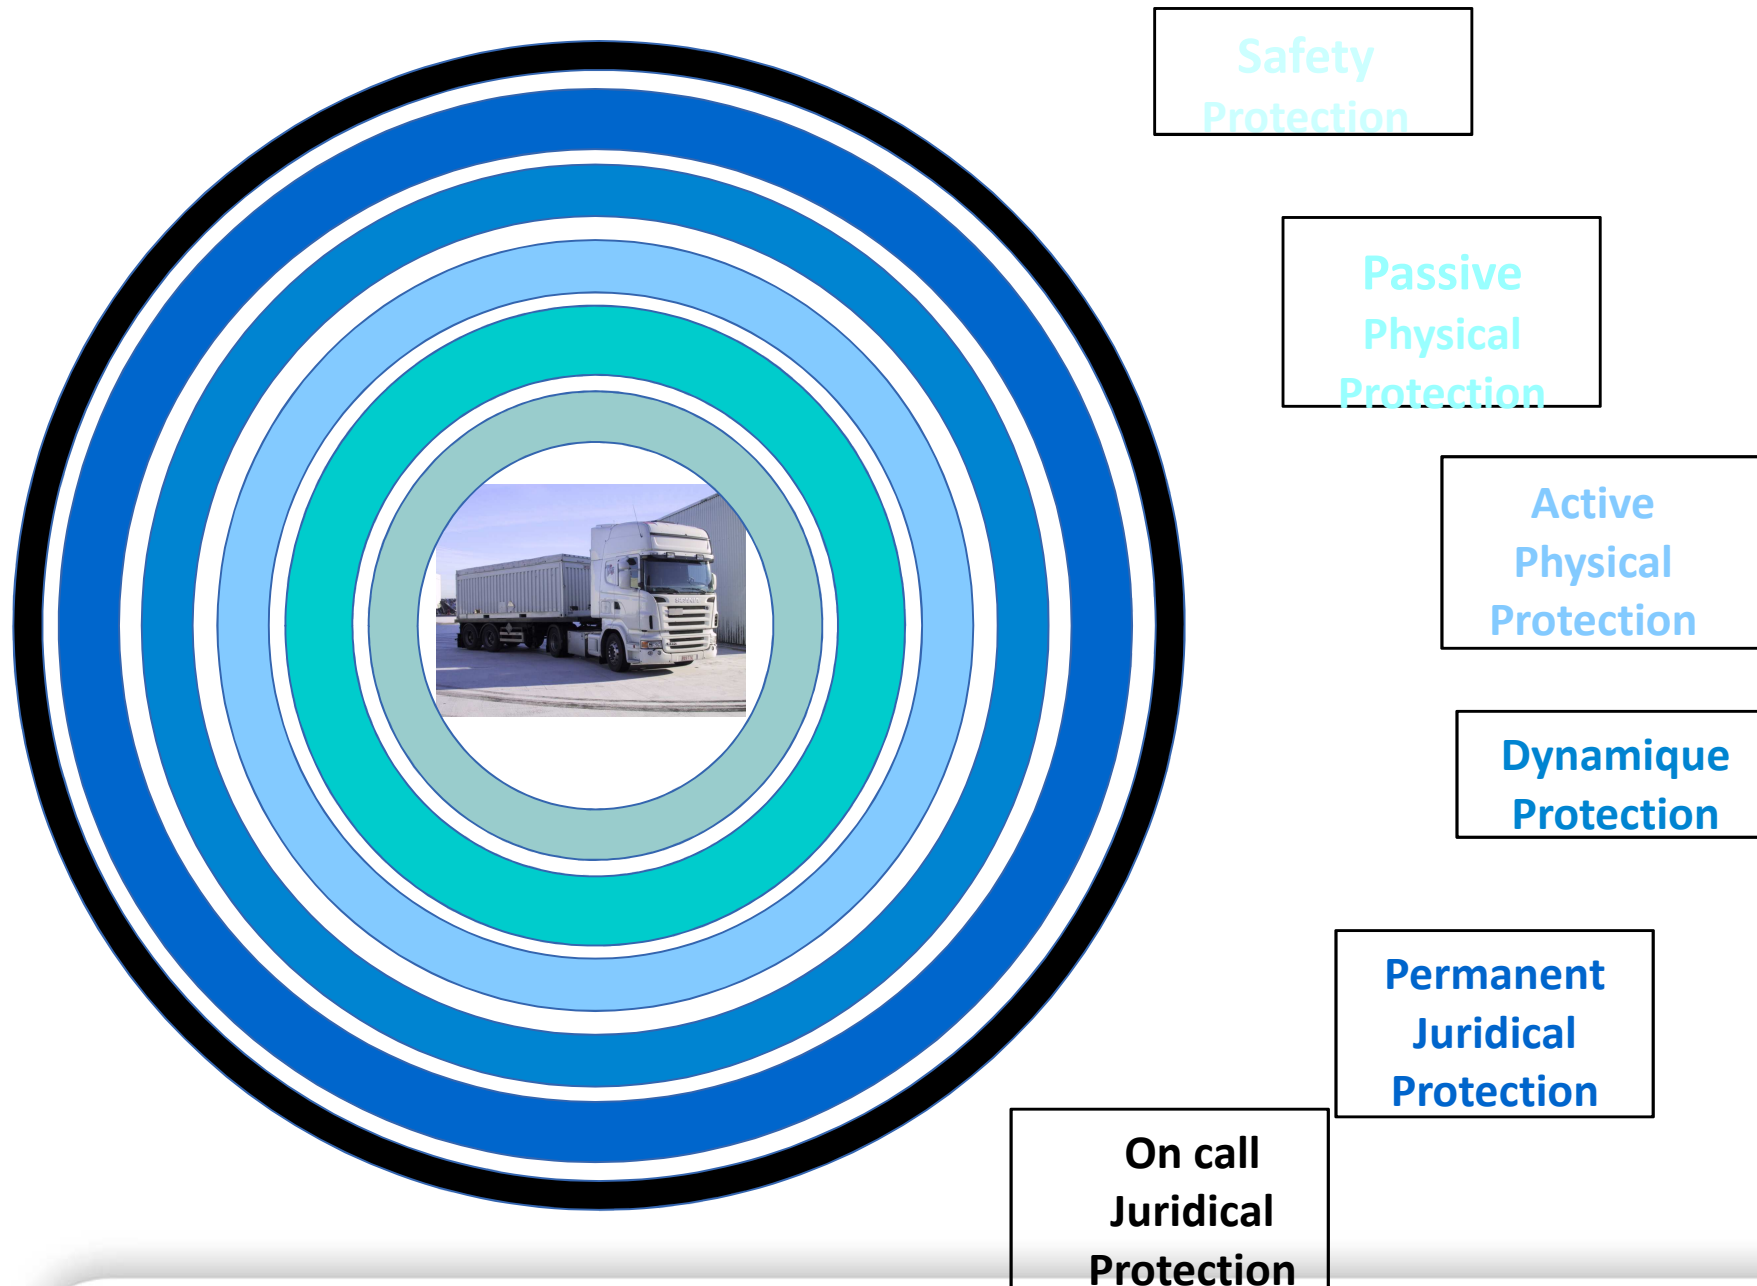 Safety
Protection
Passive
Physical
Protection
Active
Physical
Protection
Dynamique
Protection
Permanent
Juridical
Protection
On call
Juridical
Protection